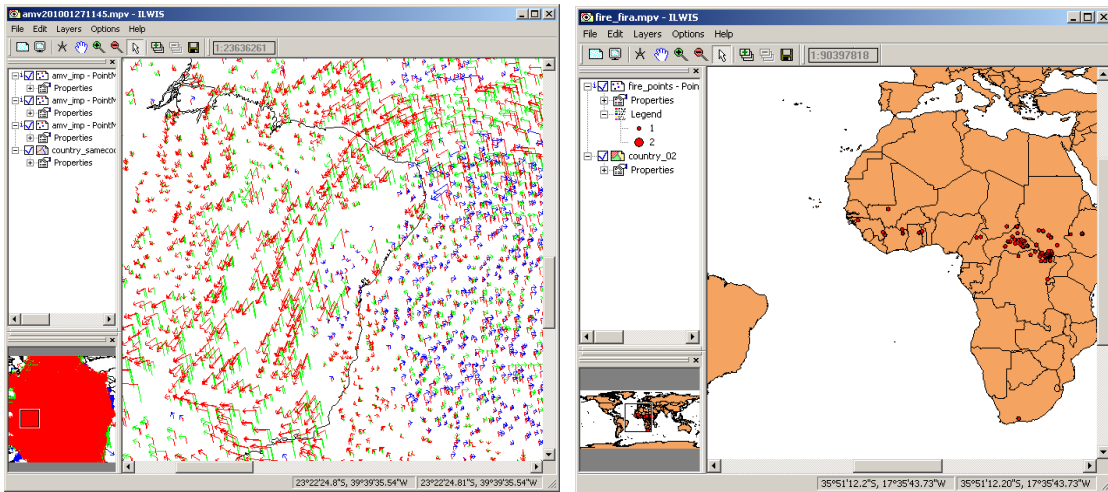 amv201001271145.mpv - ILWIS
File Edit Layers Options Help
1:23636261
amv_imp - PointM
Properties
amv_imp - PointM
Properties
amv_imp - PointM
Properties
country_samecoo
Properties
23°22'24.8"S, 39°39'35.54"W 23°22'24.81"S, 39°39'35.54"W
fire_fira.mpv - ILWIS
File Edit Layers Options Help
1:90397818
fire_points - Poin
Properties
Legend
1
2
country_02
Properties
35°51'12.2"S, 17°35'43.73"W 35°51'12.20"S, 17°35'43.73"W